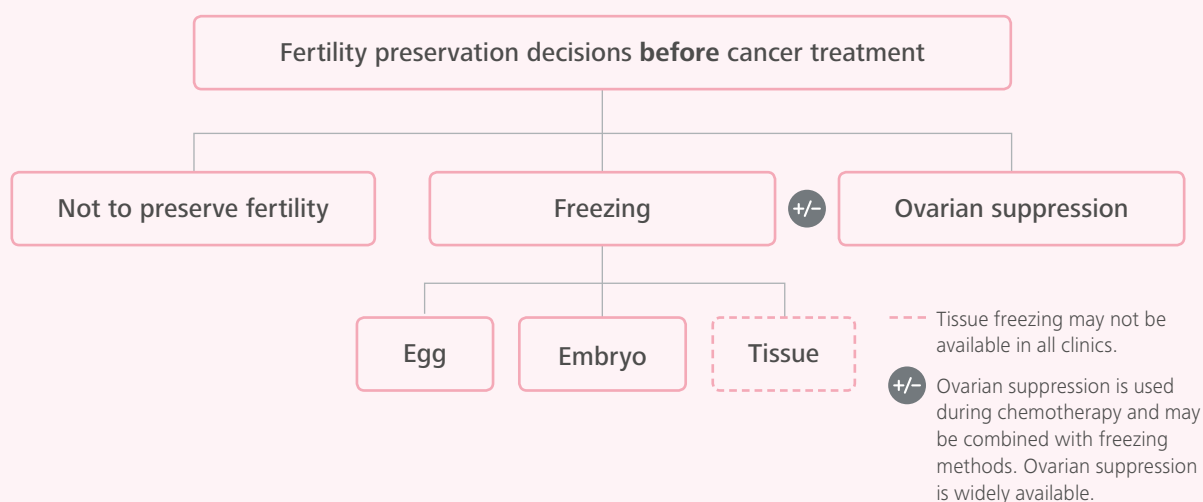 Fertility preservation decisions before cancer treatment
Not to preserve fertility
Freezing
+/−
Ovarian suppression
Egg
Embryo
Tissue
Tissue freezing may not be
available in all clinics.
+/−
Ovarian suppression is used
during chemotherapy and may
be combined with freezing
methods. Ovarian suppression
is widely available.